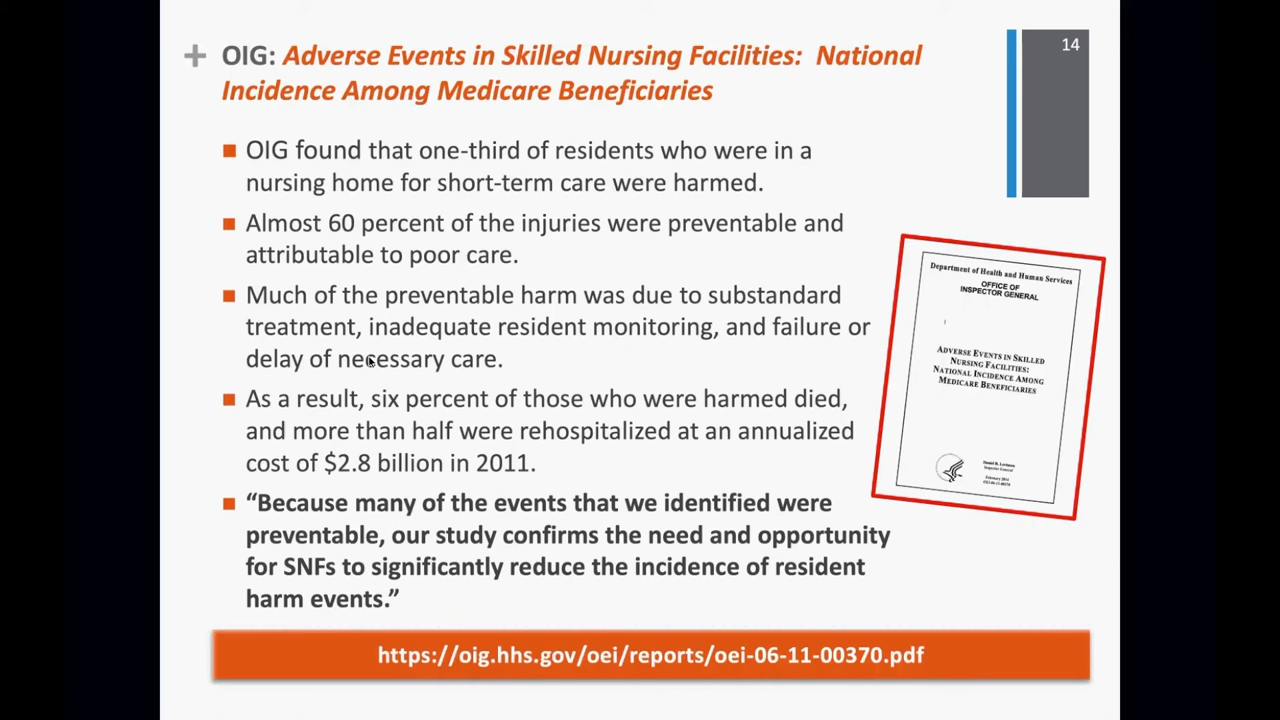 14
OIG: Adverse Events in Skilled Nursing Facilities: National
Incidence Among Medicare Beneficiaries
OIG found that one-third of residents who were in a
nursing home for short-term care were harmed.
Almost 60 percent of the injuries were preventable and
attributable to poor care.
Much of the preventable harm was due to substandard
treatment, inadequate resident monitoring, and failure or
delay of necessary care.
As a result, six percent of those who were harmed died,
and more than half were rehospitalized at an annualized
cost of $2.8 billion in 2011.
“Because many of the events that we identified were
preventable, our study confirms the need and opportunity
for SNFs to significantly reduce the incidence of resident
harm events.”
Department of Health and Human Services
OFFICE OF
INSPECTOR GENERAL
ADVERSE EVENTS IN SKILLED
NURSING FACILITIES:
NATIONAL INCIDENCE AMONG
MEDICARE BENEFICIARIES
Inspector General
February 2014
https://oig.hhs.gov/oei/reports/oei-06-11-00370.pdf